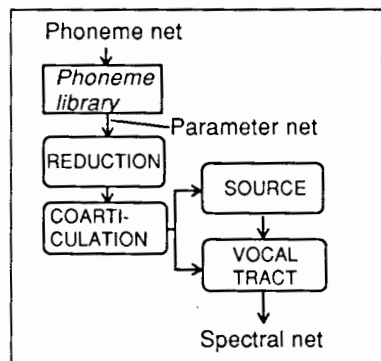 Phoneme net
Phoneme
library
Parameter net
REDUCTION
COARTI-
CULATION
SOURCE
VOCAL
TRACT
Spectral net